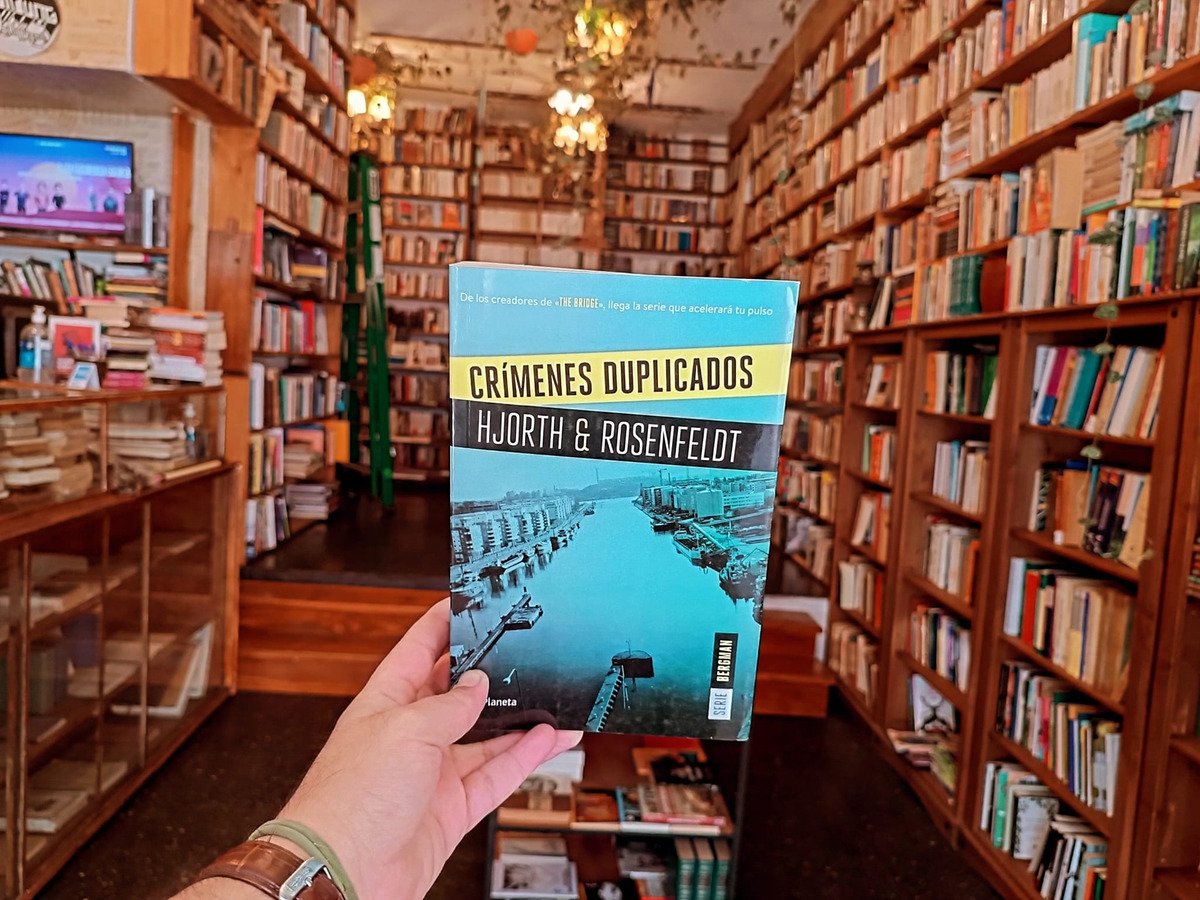 De los creadores de «THE BRIDGE», llega la serie que acelerará tu pulso
CRÍMENES DUPLICADOS
HJORTH & ROSENFELDT
SERIE BERGMAN
Planeta